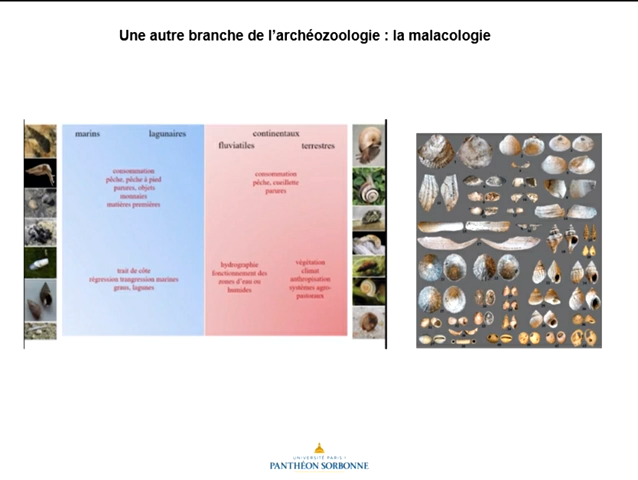 Une autre branche de l'archéozoologie : la malacologie
marins lagunaires
continentaux
fluviatiles terrestres
consommation
pêche, pêche à pied
parures, objets
monnaies
matières premières
consommation
pêche, cueillette
parures
trait de côte
régression trangression marines
graus, lagunes
hydrographie
fonctionnement des
zones d'eau ou
humides
végétation
climat
anthropisation
systèmes agro-
pastoraux
UNIVERSITÉ PARIS 1
PANTHÉON SORBONNE